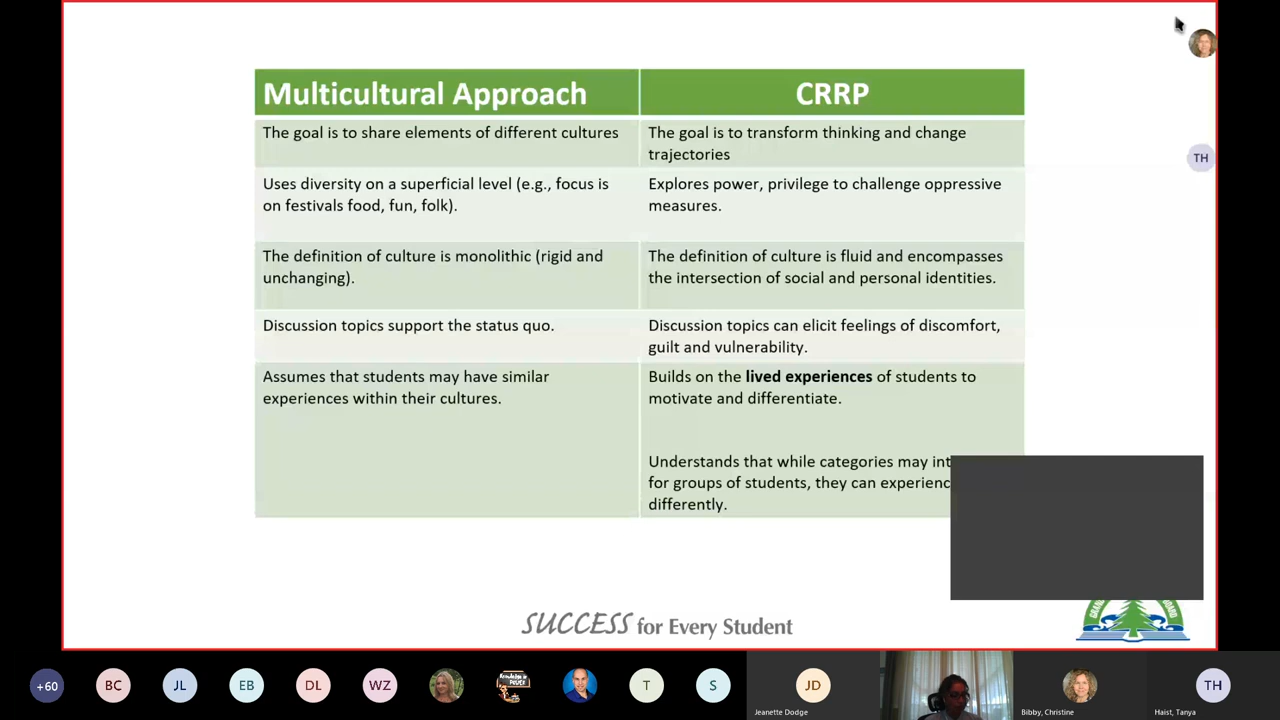 Multicultural Approach
CRRP
The goal is to share elements of different cultures
The goal is to transform thinking and change
trajectories
Uses diversity on a superficial level (e.g., focus is
on festivals food, fun, folk).
Explores power, privilege to challenge oppressive
measures.
The definition of culture is monolithic (rigid and
unchanging).
The definition of culture is fluid and encompasses
the intersection of social and personal identities.
Discussion topics support the status quo.
Discussion topics can elicit feelings of discomfort,
guilt and vulnerability.
Assumes that students may have similar
experiences within their cultures.
Builds on the lived experiences of students to
motivate and differentiate.
Understands that while categories may
for groups of students, they can
differently.
TH
SUCCESS for Every Student
+60
BC
JL
EB
DL
WZ
Knowledge is
POWER
T
S
JD
TH
Jeanette Dodge
Bibby, Christine
Haist, Tanya